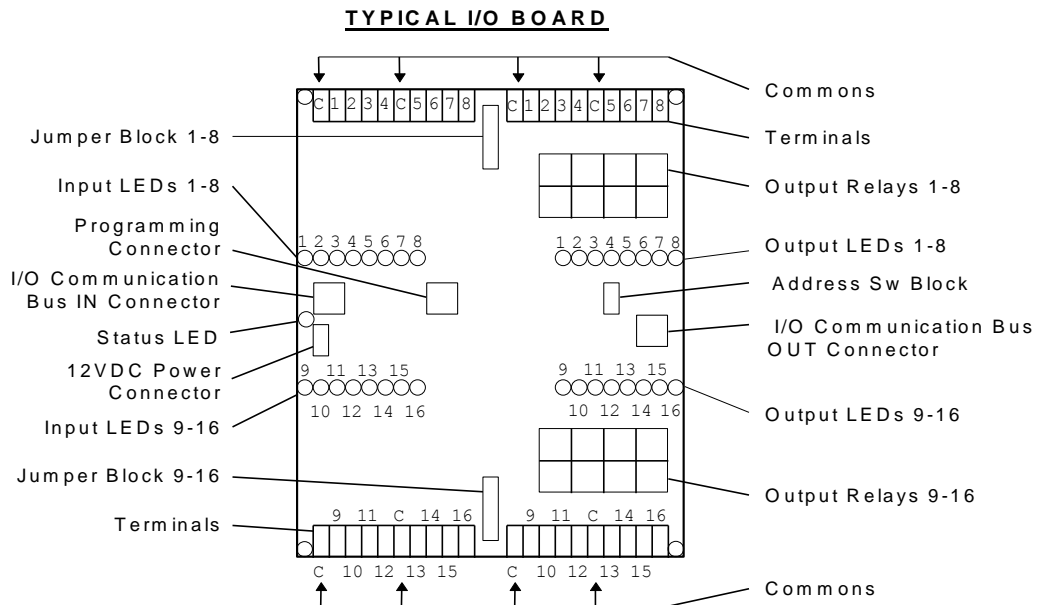 TYPICAL I/O BOARD
Commons
C 1 2 3 4 C 5 6 7 8
C 1 2 3 4 C 5 6 7 8
Jumper Block 1-8
Terminals
Input LEDs 1-8
Output Relays 1-8
Programming
Connector
1 2 3 4 5 6 7 8
1 2 3 4 5 6 7 8
Output LEDs 1-8
I/O Communication
Bus IN Connector
Address Sw Block
Status LED
I/O Communication Bus
OUT Connector
12VDC Power
Connector
9 11 13 15
9 11 13 15
Input LEDs 9-16
10 12 14 16
10 12 14 16
Output LEDs 9-16
Jumper Block 9-16
Output Relays 9-16
Terminals
9 11 C 14 16
9 11 C 14 16
C 10 12 13 15
C 10 12 13 15
Commons